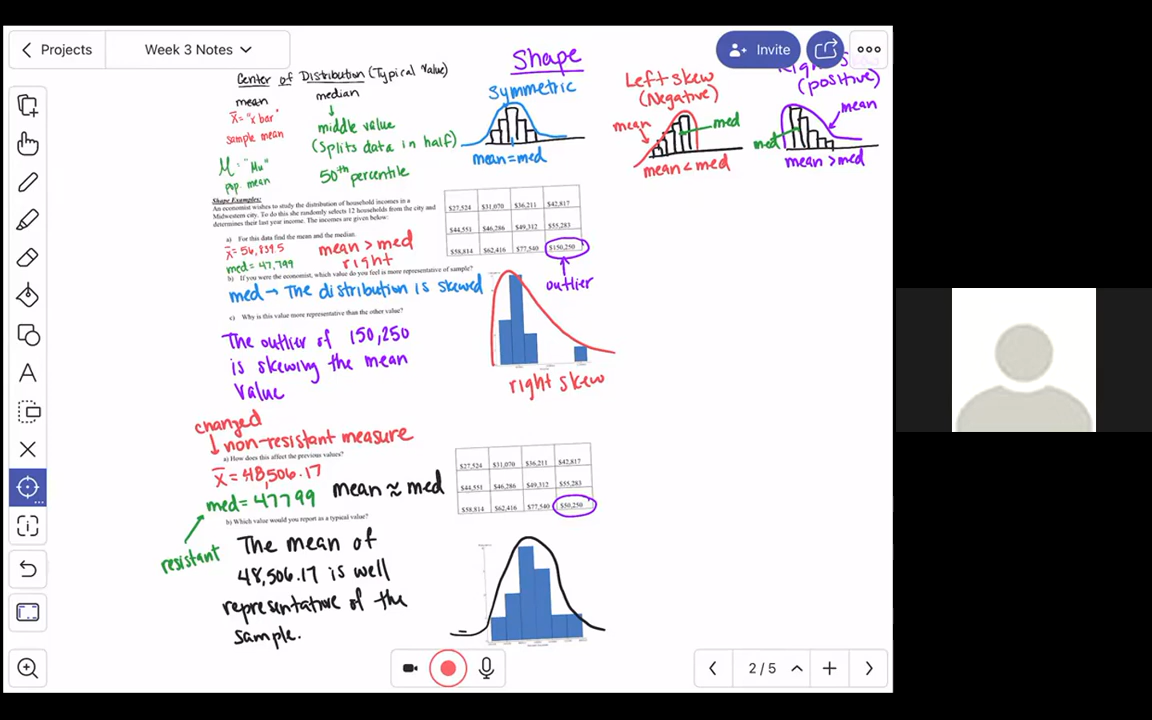 Projects
Week 3 Notes
Invite
Center of Distribution (Typical Value)
mean
x̄ = "x bar"
sample mean
μ = "Mu"
pop. mean
median
↓
middle value
(splits data in half)
50th percentile
Shape
symmetric
mean = med
Left skew
(Negative)
mean
med
mean < med
(positive)
mean
med
mean > med
Shape Examples:
An economist wishes to study the distribution of household incomes in a
Midwestern city. To do this she randomly selects 12 households from the city and
determines their last year income. The incomes are given below:
$27,524 $31,070 $36,211 $42,817
$44,551 $46,286 $49,312 $55,283
$58,814 $62,416 $77,540 $150,250
outlier
a) For this data find the mean and the median.
x̄ = 56,839.5
med = 47,799
mean > med
right
b) If you were the economist, which value do you feel is more representative of sample?
med → The distribution is skewed
c) Why is this value more representative than the other value?
The outlier of 150,250
is skewing the mean
value
right skew
changed
↓ non-resistant measure
a) How does this affect the previous values?
x̄ = 48,506.17
med = 47799
mean ≈ med
resistant
$27,524 $31,070 $36,211 $42,817
$44,551 $46,286 $49,312 $55,283
$58,814 $62,416 $77,540 $50,250
b) Which value would you report as a typical value?
The mean of
48,506.17 is well
representative of the
sample.
2/5